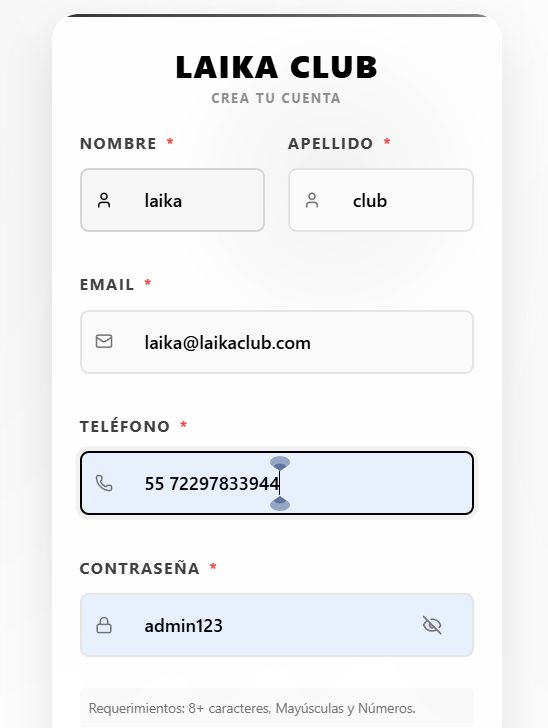 LAIKA CLUB
CREA TU CUENTA
NOMBRE *
APELLIDO *
laika
club
EMAIL *
laika@laikaclub.com
TELÉFONO *
55 72297833944
CONTRASEÑA *
admin123
Requerimientos: 8+ caracteres, Mayúsculas y Números.